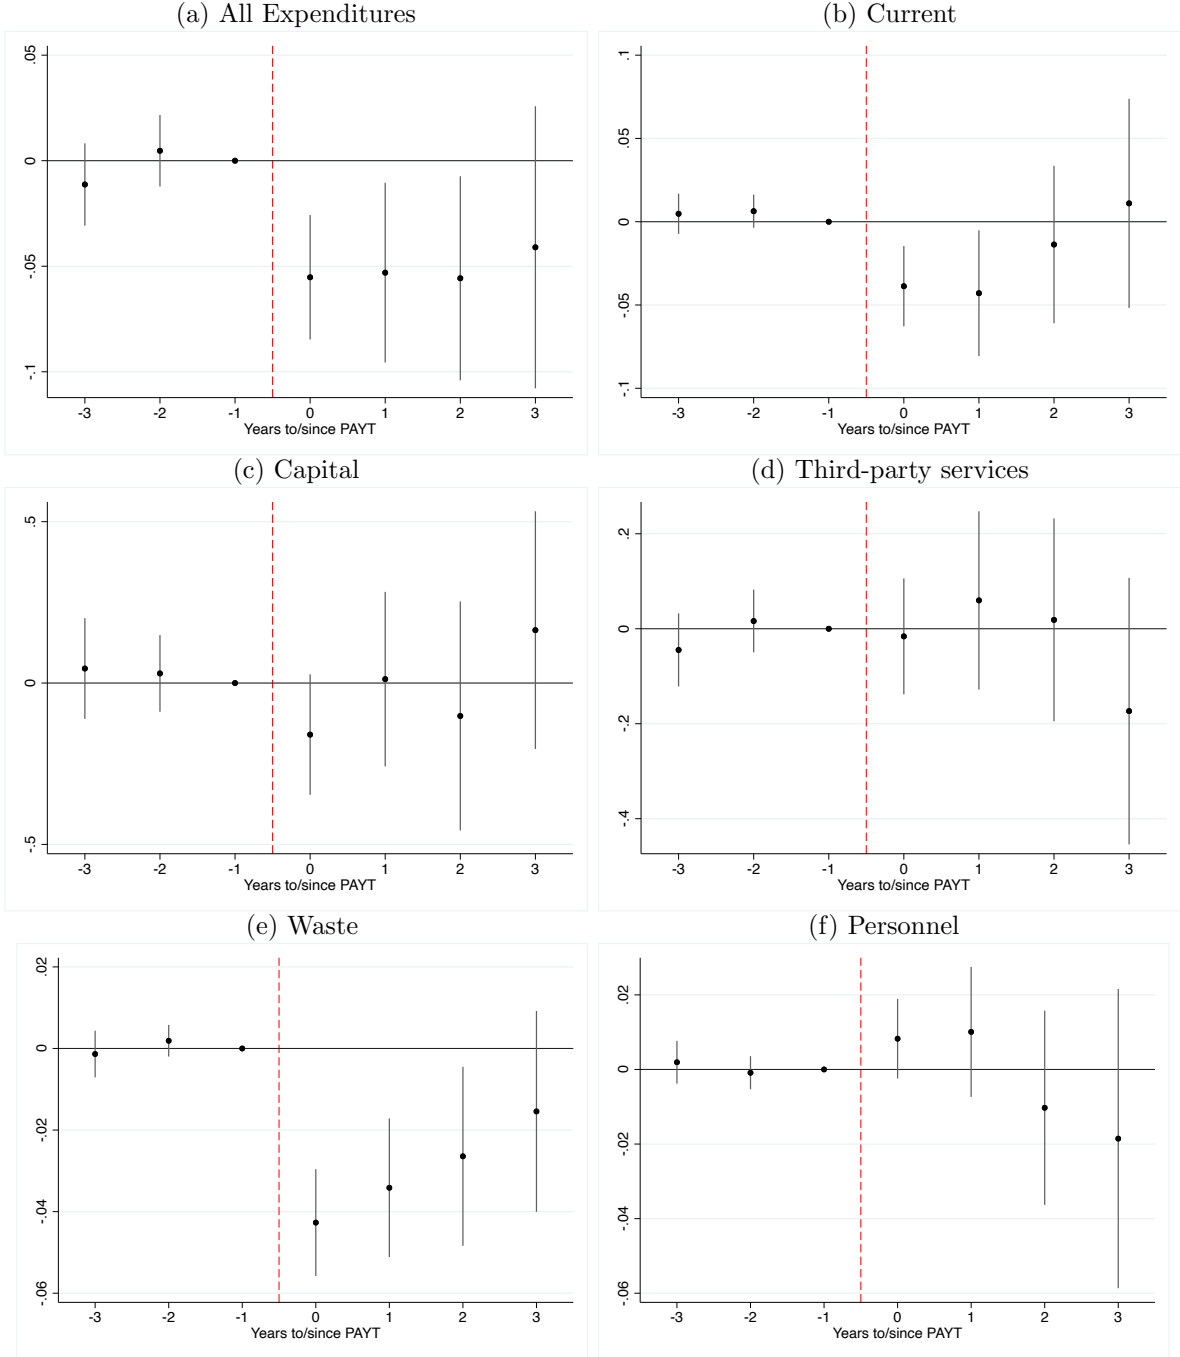 (a) All Expenditures
.05
0
-.05
-.1
-3 -2 -1 0 1 2 3
Years to/since PAYT
(b) Current
.1
.05
0
-.05
-.1
-3 -2 -1 0 1 2 3
Years to/since PAYT
(c) Capital
.5
0
-.5
-3 -2 -1 0 1 2 3
Years to/since PAYT
(d) Third-party services
.2
0
-.2
-.4
-3 -2 -1 0 1 2 3
Years to/since PAYT
(e) Waste
.02
0
-.02
-.04
-.06
-3 -2 -1 0 1 2 3
Years to/since PAYT
(f) Personnel
.02
0
-.02
-.04
-.06
-3 -2 -1 0 1 2 3
Years to/since PAYT